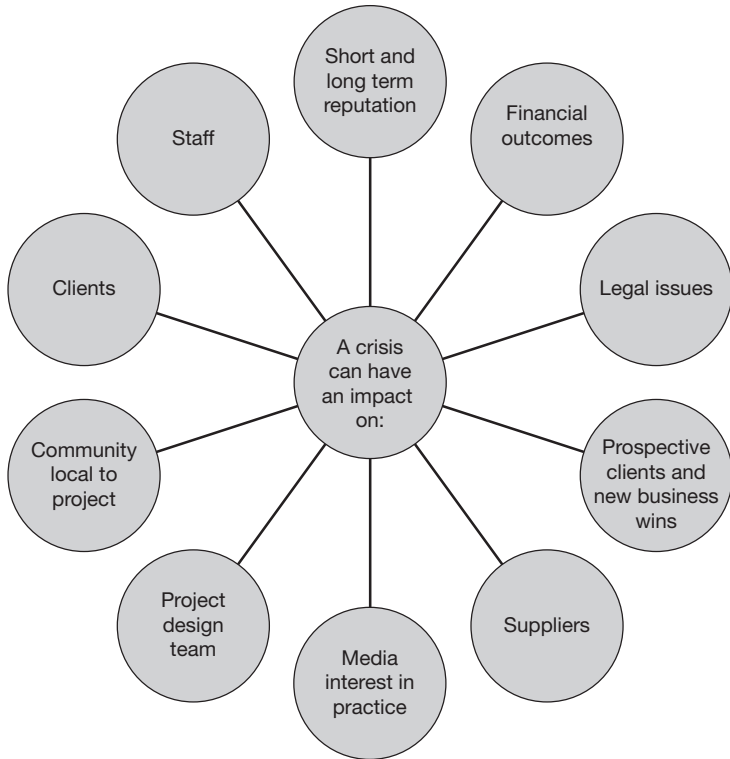 Short and
long term
reputation
Financial
outcomes
Legal issues
Prospective
clients and
new business
wins
Suppliers
Media
interest in
practice
Project
design
team
Community
local to
project
Clients
Staff
A crisis
can have
an impact
on: